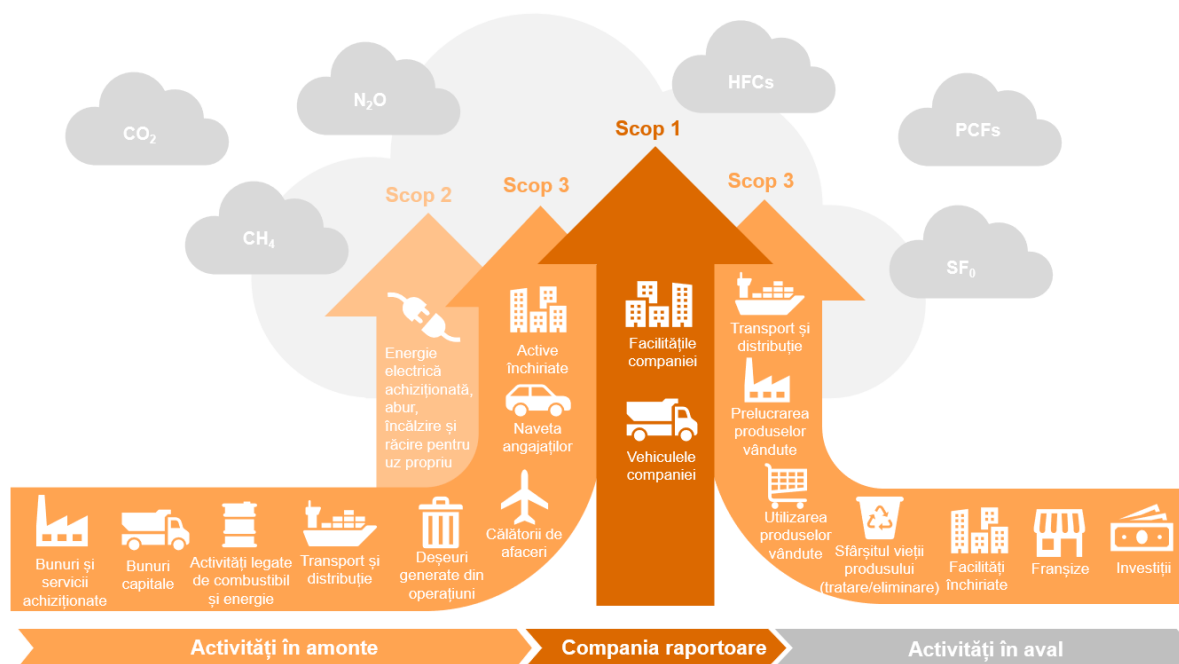 HFCs
N₂O
CO₂
PCFs
CH₄
SF₀
Scop 1
Scop 2
Scop 3
Scop 3
Energie
electrică
achiziționată,
abur,
încălzire și
răcire pentru
uz propriu
Active
închiriate
Naveta
angajaților
Călătorii de
afaceri
Facilitățile
companiei
Vehiculele
companiei
Transport și
distribuție
Prelucrarea
produselor
vândute
Utilizarea
produselor
vândute
Bunuri și
servicii
achiziționate
Bunuri
capitale
Activități legate
de combustibil
și energie
Transport și
distribuție
Deșeuri
generate din
operațiuni
Sfârșitul vieții
produsului
(tratare/eliminare)
Facilități
închiriate
Franșize
Investiții
Activități în amonte
Compania raportoare
Activități în aval